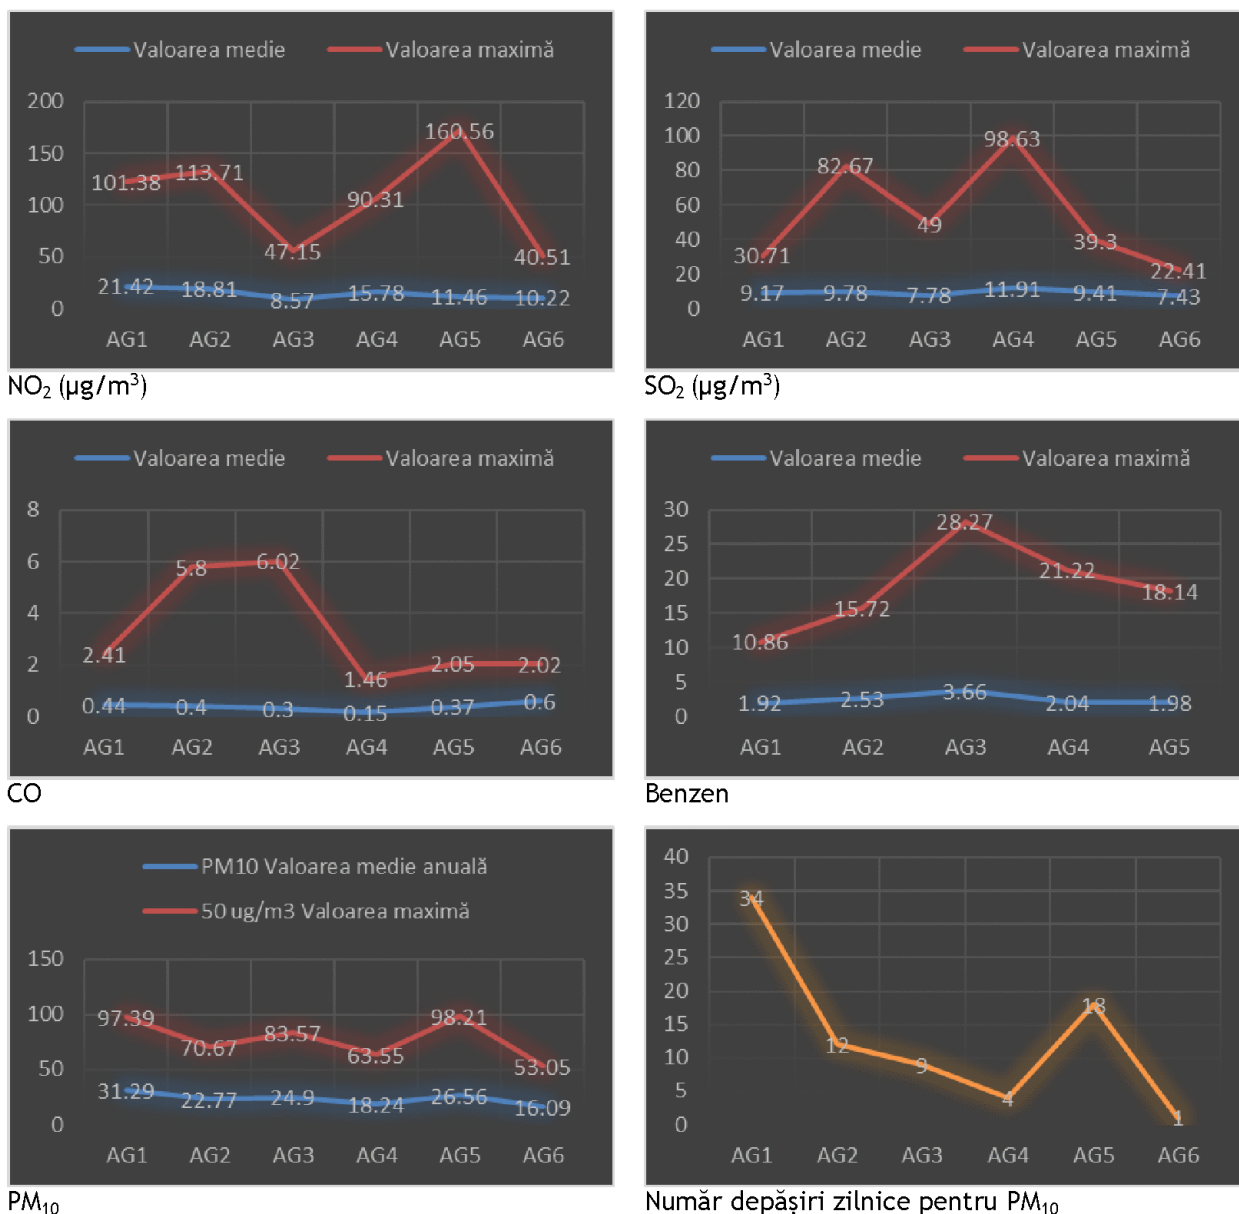 Valoarea medie Valoarea maximă
200
150
100
50
0
101.38 113.71 47.15 90.31 160.56 40.51
21.42 18.81 8.57 15.78 11.46 10.22
AG1 AG2 AG3 AG4 AG5 AG6
NO₂ (µg/m³)
Valoarea medie Valoarea maximă
120
100
80
60
40
20
0
30.71 82.67 49 98.63 39.3 22.41
9.17 9.78 7.78 11.91 9.41 7.43
AG1 AG2 AG3 AG4 AG5 AG6
SO₂ (µg/m³)
Valoarea medie Valoarea maximă
8
6
4
2
0
2.41 5.8 6.02 1.46 2.05 2.02
0.44 0.4 0.3 0.15 0.37 0.6
AG1 AG2 AG3 AG4 AG5 AG6
CO
Valoarea medie Valoarea maximă
30
25
20
15
10
5
0
10.86 15.72 28.27 21.22 18.14
1.92 2.53 3.66 2.04 1.98
AG1 AG2 AG3 AG4 AG5
Benzen
PM10 Valoarea medie anuală
50 ug/m3 Valoarea maximă
150
100
50
0
97.39 70.67 83.57 63.55 98.21 53.05
31.29 22.77 24.9 18.24 26.56 16.09
AG1 AG2 AG3 AG4 AG5 AG6
PM₁₀
40
35
30
25
20
15
10
5
0
34 12 9 4 18 1
AG1 AG2 AG3 AG4 AG5 AG6
Număr depășiri zilnice pentru PM₁₀